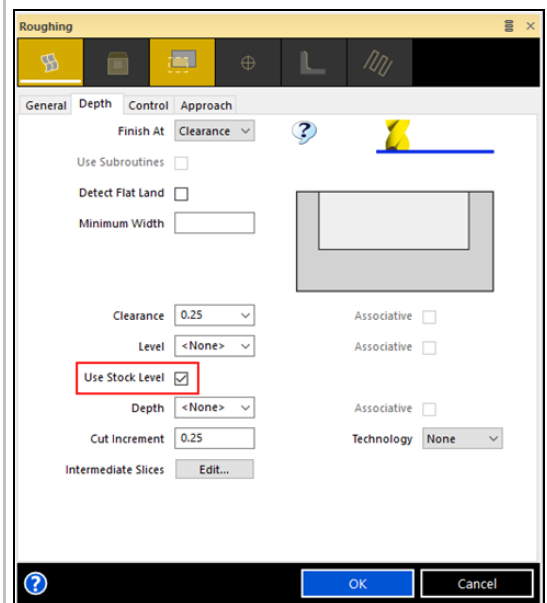 Roughing
General Depth Control Approach
Finish At Clearance
Use Subroutines
Detect Flat Land
Minimum Width
Clearance 0.25 Associative
Level <None> Associative
Use Stock Level
Depth <None> Associative
Cut Increment 0.25 Technology None
Intermediate Slices Edit...
OK Cancel